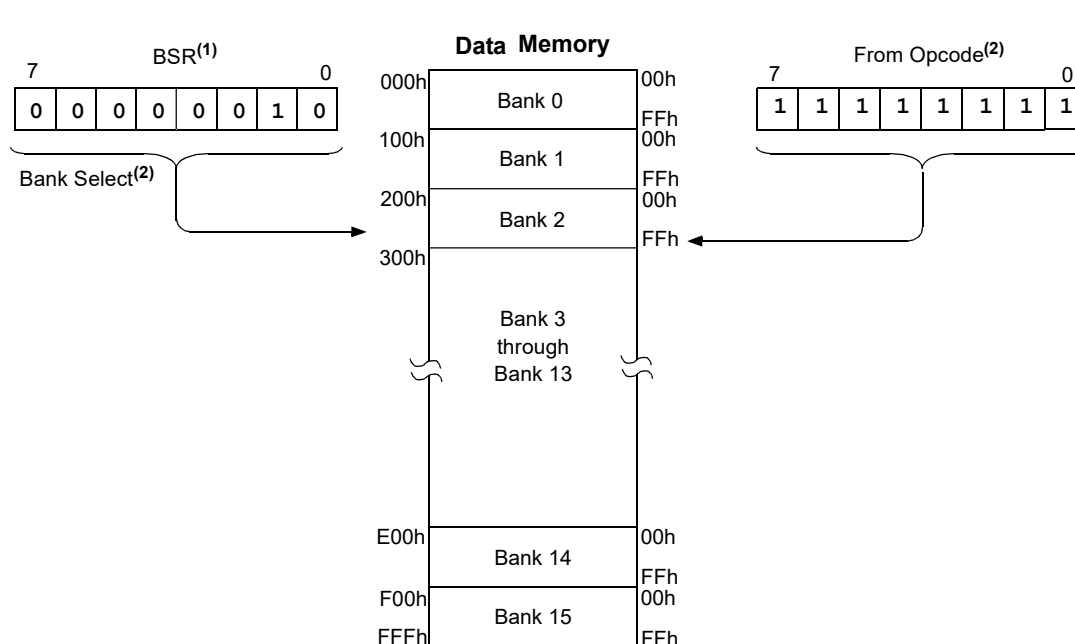 Data Memory
BSR(1)
7 0
0 0 0 0 0 0 1 0
Bank Select(2)
From Opcode(2)
7 0
1 1 1 1 1 1 1 1
000h Bank 0 00h
FFh
100h Bank 1 00h
FFh
200h Bank 2 00h
FFh
300h
Bank 3
through
Bank 13
E00h Bank 14 00h
FFh
F00h Bank 15 00h
FFFh FFh